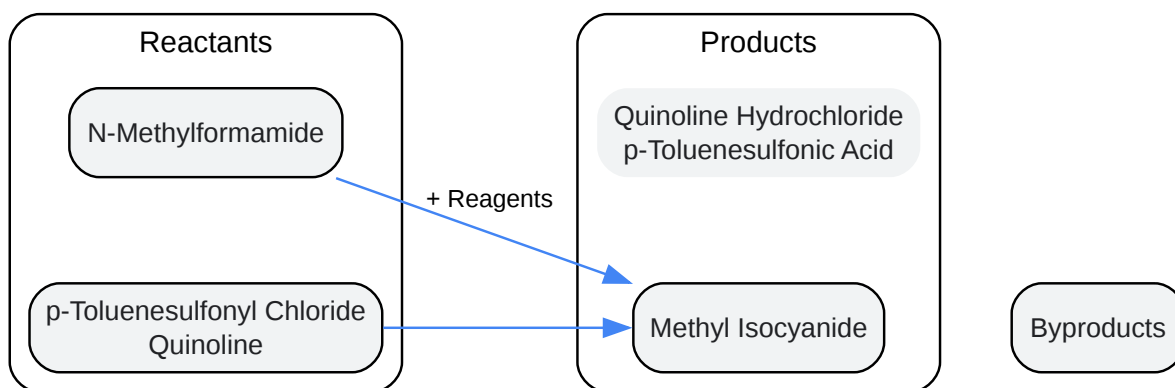 Reactants
Products
N-Methylformamide
Quinoline Hydrochloride
p-Toluenesulfonic Acid
+ Reagents
p-Toluenesulfonyl Chloride
Quinoline
Methyl Isocyanide
Byproducts